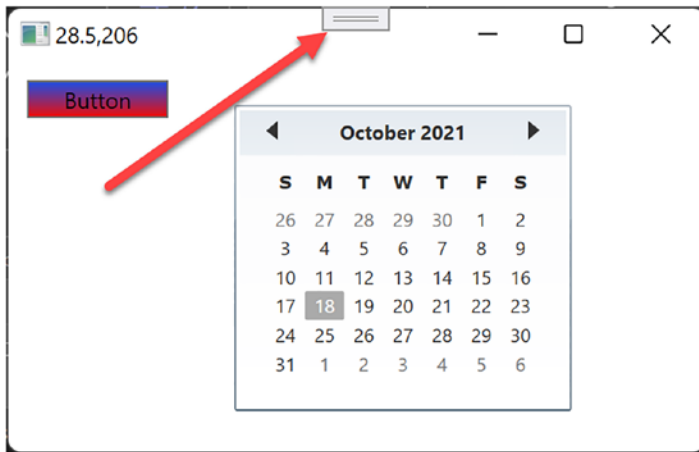 28.5,206
Button
October 2021
S M T W T F S
26 27 28 29 30 1 2
3 4 5 6 7 8 9
10 11 12 13 14 15 16
17 18 19 20 21 22 23
24 25 26 27 28 29 30
31 1 2 3 4 5 6